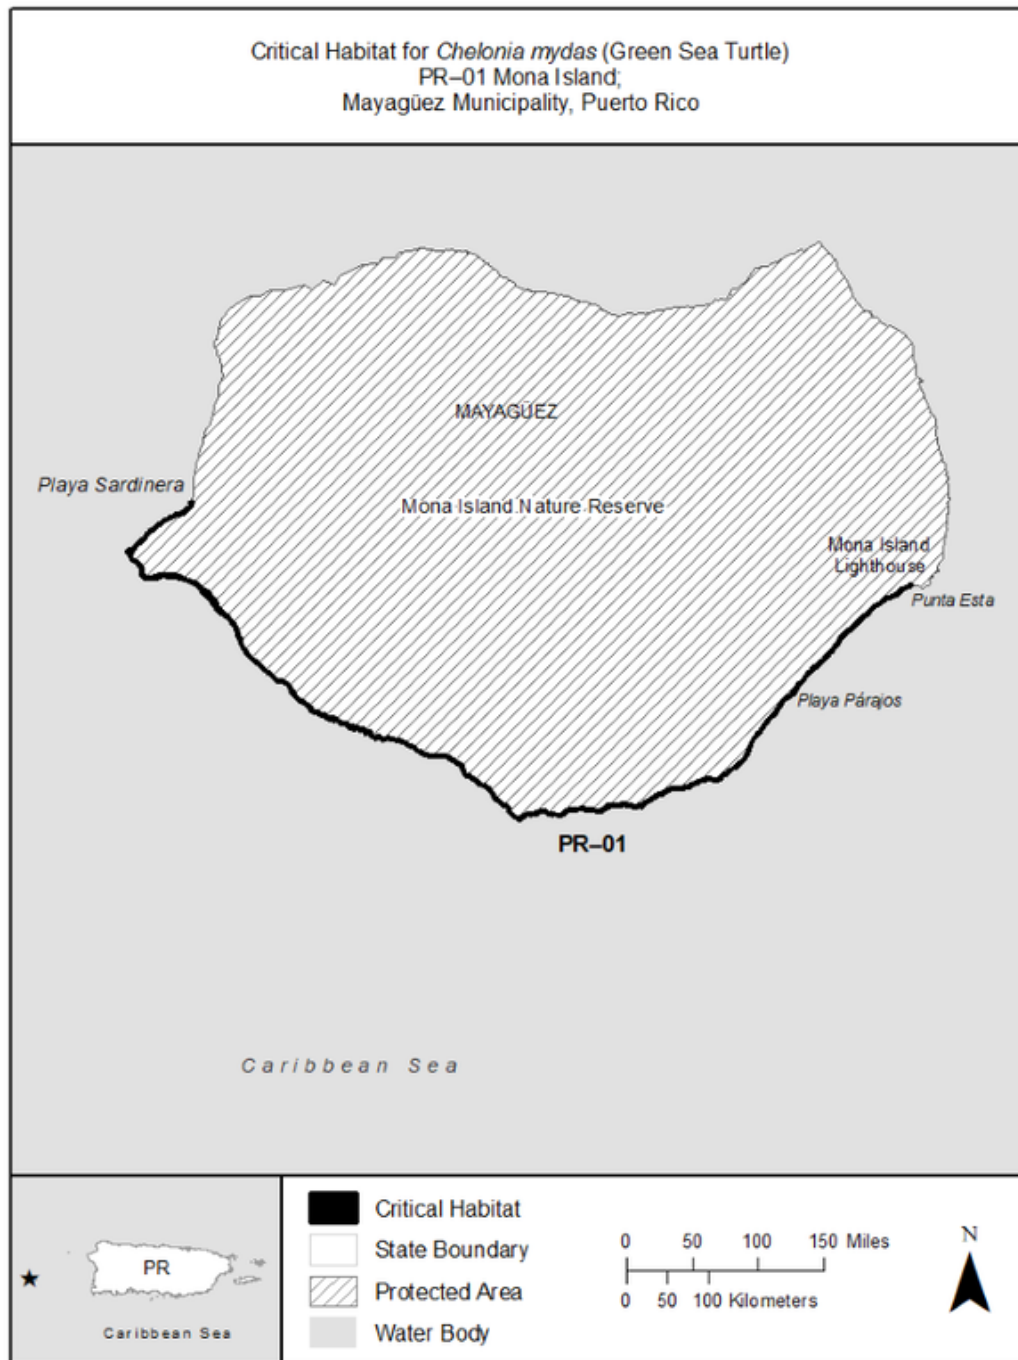 Critical Habitat for Chelonia mydas (Green Sea Turtle)
PR–01 Mona Island;
Mayagüez Municipality, Puerto Rico
MAYAGÜEZ
Playa Sardinera
Mona Island Nature Reserve
Mona Island
Lighthouse
Punta Esta
Playa Párajos
PR–01
Caribbean Sea
PR
Caribbean Sea
Critical Habitat
State Boundary
Protected Area
Water Body
0 50 100 150 Miles
0 50 100 Kilometers
N